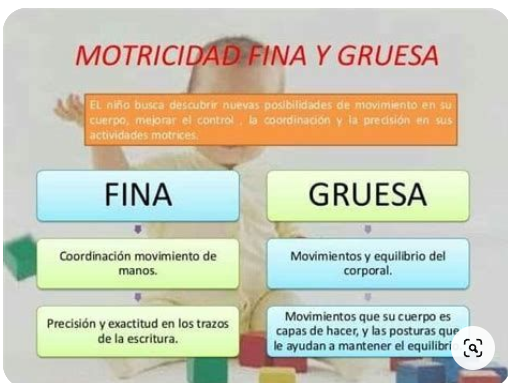 MOTRICIDAD FINA Y GRUESA
EL niño busca descubrir nuevas posibilidades de movimiento en su
cuerpo, mejorar el control , la coordinación y la precisión en sus
actividades motrices.
FINA
Coordinación movimiento de
manos.
Precisión y exactitud en los trazos
de la escritura.
GRUESA
Movimientos y equilibrio del
corporal.
Movimientos que su cuerpo es
capas de hacer, y las posturas que
le ayudan a mantener el equilibrio